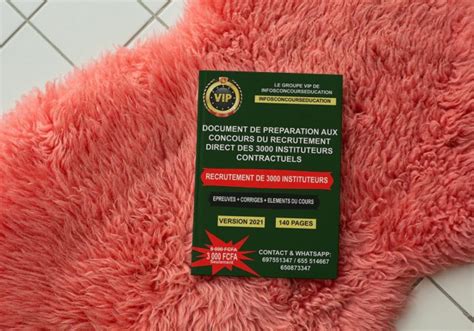 VIP
LE GROUPE VIP DE
INFOSCONCOURSEDUCATION
INFOSCONCOURSEDUCATION
DOCUMENT DE PREPARATION AUX
CONCOURS DU RECRUTEMENT
DIRECT DES 3000 INSTITUTEURS
CONTRACTUELS
RECRUTEMENT DE 3000 INSTITUTEURS
EPREUVES + CORRIGES + ELEMENTS DU COURS
VERSION 2021
140 PAGES
5 000 FCFA
3 000 FCFA
CONTACT & WHATSAPP:
697551347 / 655 514667
650873347